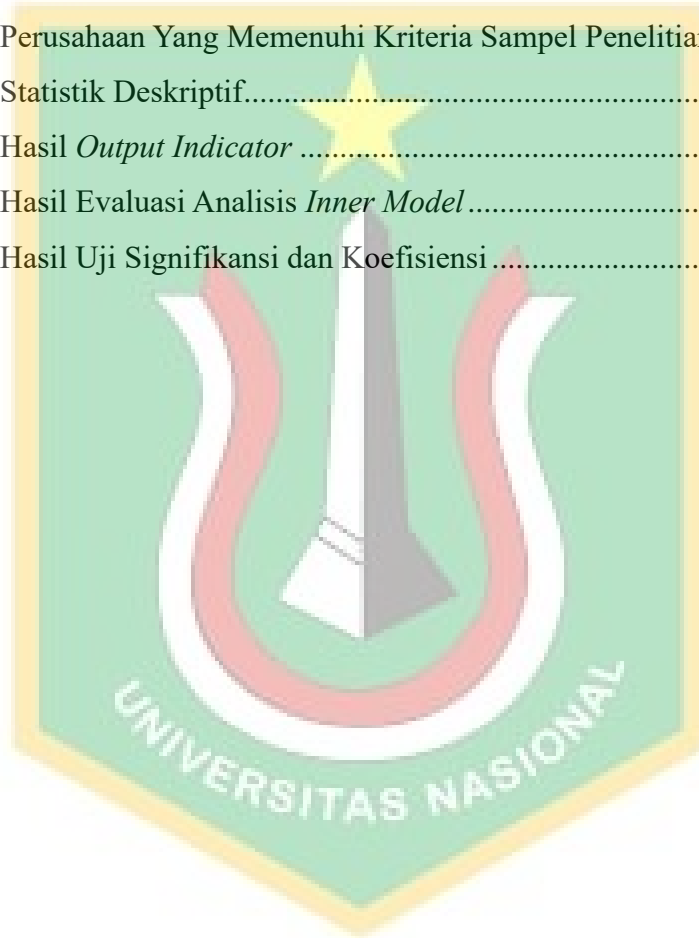 Perusahaan Yang Memenuhi Kriteria Sampel Penelitian
Statistik Deskriptif..........................................................
Hasil Output Indicator ..................................................
Hasil Evaluasi Analisis Inner Model .............................
Hasil Uji Signifikansi dan Koefisiensi ..........................
UNIVERSITAS NASIONAL